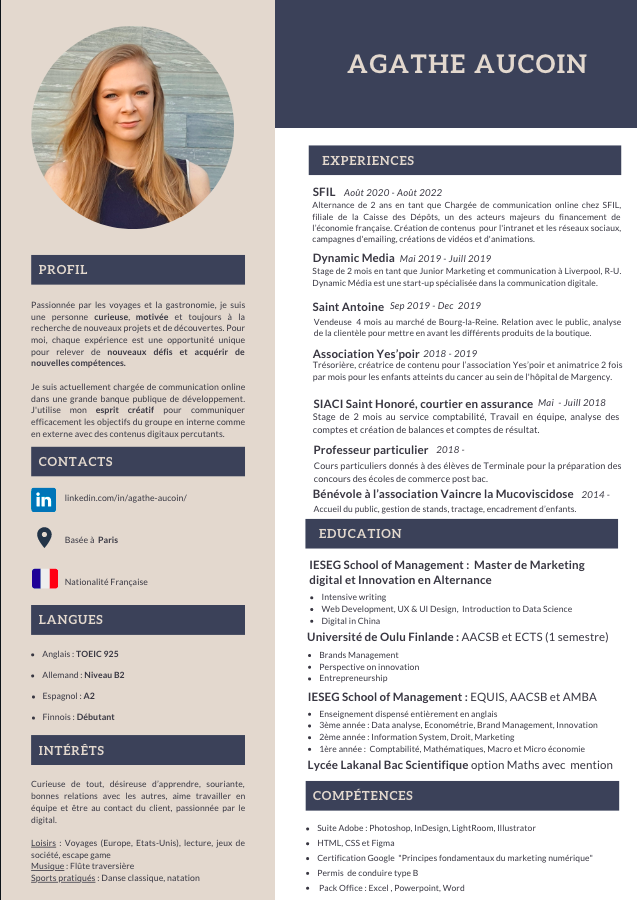 AGATHE AUCOIN
PROFIL
Passionnée par les voyages et la gastronomie, je suis
une personne curieuse, motivée et toujours à la
recherche de nouveaux projets et de découvertes. Pour
moi, chaque expérience est une opportunité unique
pour relever de nouveaux défis et acquérir de
nouvelles compétences.
Je suis actuellement chargée de communication online
dans une grande banque publique de développement.
J'utilise mon esprit créatif pour communiquer
efficacement les objectifs du groupe en interne comme
en externe avec des contenus digitaux percutants.
CONTACTS
linkedin.com/in/agathe-aucoin/
Basée à Paris
Nationalité Française
LANGUES
Anglais : TOEIC 925
Allemand : Niveau B2
Espagnol : A2
Finnois : Débutant
INTÉRÊTS
Curieuse de tout, désireuse d'apprendre, souriante,
bonnes relations avec les autres, aime travailler en
équipe et être au contact du client, passionnée par le
digital.
Loisirs : Voyages (Europe, Etats-Unis), lecture, jeux de
société, escape game
Musique : Flûte traversière
Sports pratiqués : Danse classique, natation
EXPERIENCES
SFIL Août 2020 - Août 2022
Alternance de 2 ans en tant que Chargée de communication online chez SFIL,
filiale de la Caisse des Dépôts, un des acteurs majeurs du financement de
l'économie française. Création de contenus pour l'intranet et les réseaux sociaux,
campagnes d'emailing, créations de vidéos et d'animations.
Dynamic Media Mai 2019 - Juill 2019
Stage de 2 mois en tant que Junior Marketing et communication à Liverpool, R-U.
Dynamic Média est une start-up spécialisée dans la communication digitale.
Saint Antoine Sep 2019 - Dec 2019
Vendeuse 4 mois au marché de Bourg-la-Reine. Relation avec le public, analyse
de la clientèle pour mettre en avant les différents produits de la boutique.
Association Yes'poir 2018 - 2019
Trésorière, créatrice de contenu pour l'association Yes'poir et animatrice 2 fois
par mois pour les enfants atteints du cancer au sein de l'hôpital de Margency.
SIACI Saint Honoré, courtier en assurance Mai - Juill 2018
Stage de 2 mois au service comptabilité, Travail en équipe, analyse des
comptes et création de balances et comptes de résultat.
Professeur particulier 2018 -
Cours particuliers donnés à des élèves de Terminale pour la préparation des
concours des écoles de commerce post bac.
Bénévole à l'association Vaincre la Mucoviscidose 2014 -
Accueil du public, gestion de stands, tractage, encadrement d'enfants.
EDUCATION
IESEG School of Management : Master de Marketing
digital et Innovation en Alternance
Intensive writing
Web Development, UX & UI Design, Introduction to Data Science
Digital in China
Université de Oulu Finlande : AACSB et ECTS (1 semestre)
Brands Management
Perspective on innovation
Entrepreneurship
IESEG School of Management : EQUIS, AACSB et AMBA
Enseignement dispensé entièrement en anglais
3ème année : Data analyse, Econométrie, Brand Management, Innovation
2ème année : Information System, Droit, Marketing
1ère année : Comptabilité, Mathématiques, Macro et Micro économie
Lycée Lakanal Bac Scientifique option Maths avec mention
COMPÉTENCES
Suite Adobe : Photoshop, InDesign, LightRoom, Illustrator
HTML, CSS et Figma
Certification Google "Principes fondamentaux du marketing numérique"
Permis de conduire type B
Pack Office : Excel , Powerpoint, Word